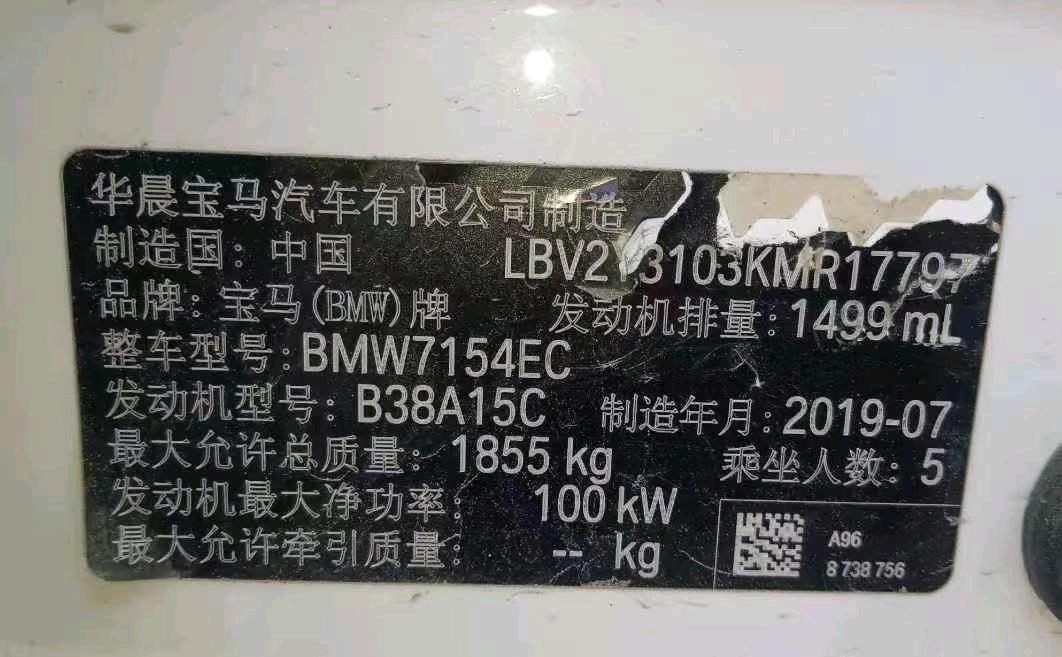 华晨宝马汽车有限公司制造
制造国：中国 LBV2Y3103KMR17797
品牌：宝马(BMW)牌 发动机排量：1499 mL
整车型号：BMW7154EC
发动机型号：B38A15C 制造年月：2019-07
最大允许总质量：1855 kg 乘坐人数：5
发动机最大净功率：100 kW
最大允许牵引质量：-- kg
A96
8 738 756